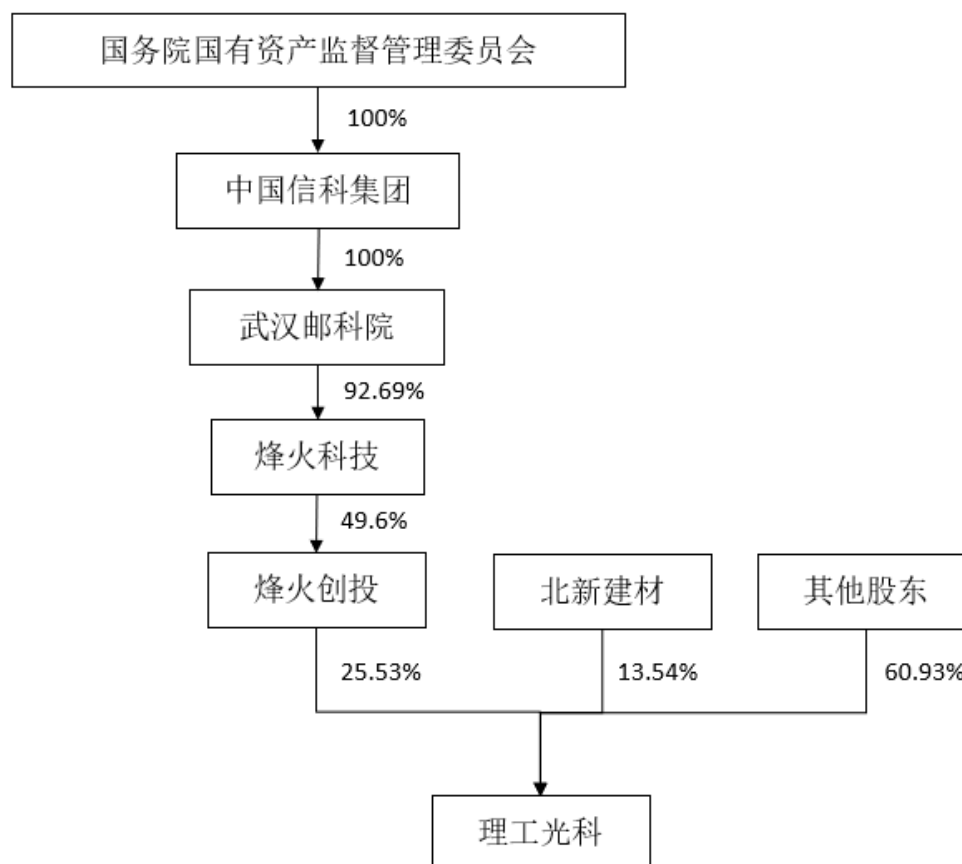 国务院国有资产监督管理委员会
100%
中国信科集团
100%
武汉邮科院
92.69%
烽火科技
49.6%
烽火创投
北新建材
其他股东
25.53%
13.54%
60.93%
理工光科